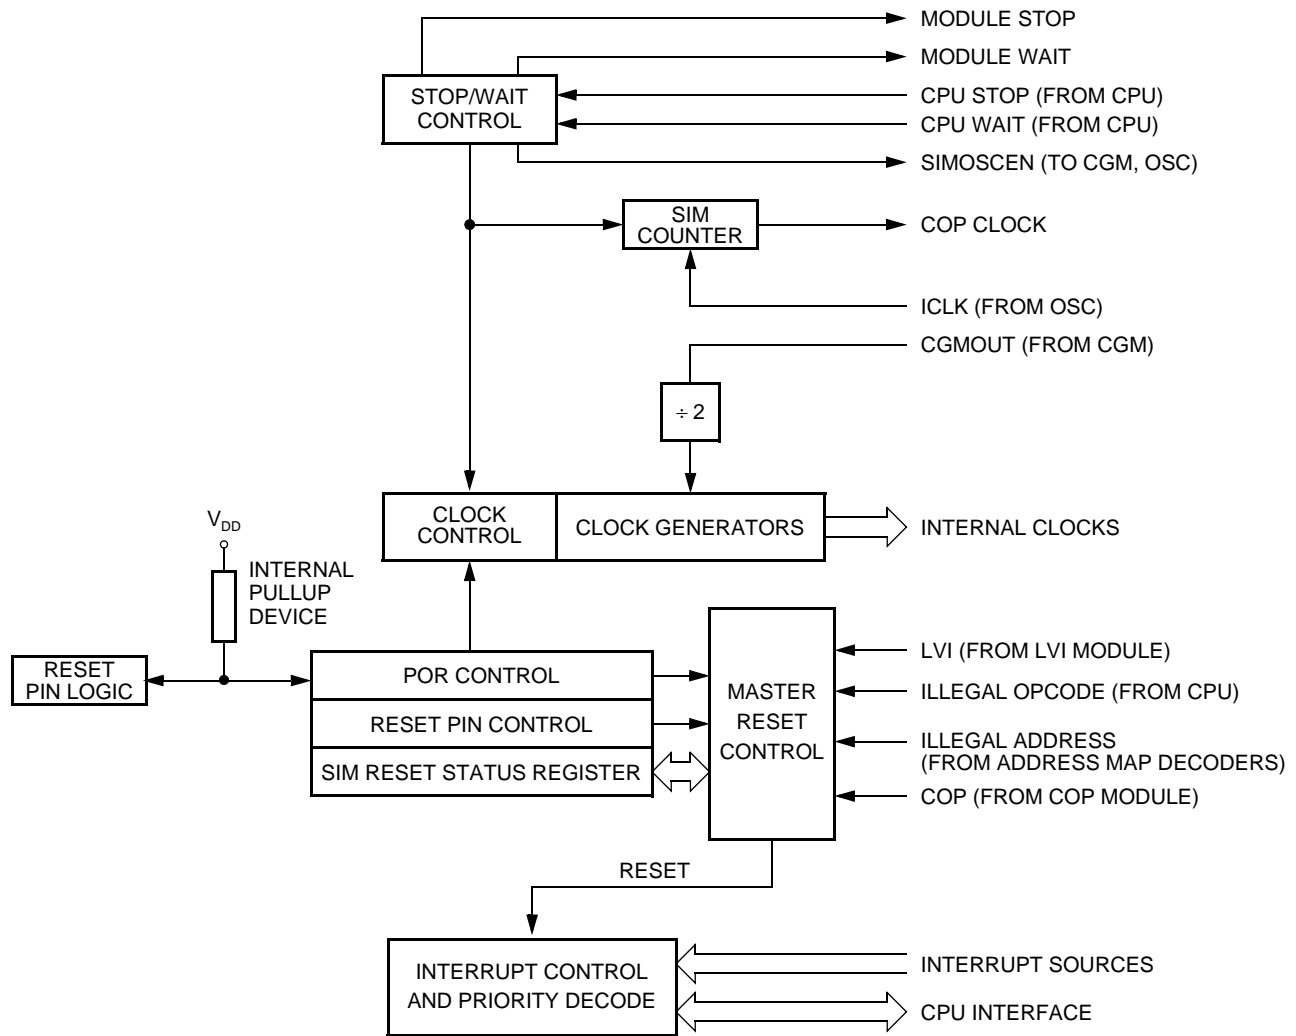 MODULE STOP
MODULE WAIT
STOP/WAIT
CONTROL
CPU STOP (FROM CPU)
CPU WAIT (FROM CPU)
SIMOSCEN (TO CGM, OSC)
SIM
COUNTER
COP CLOCK
ICLK (FROM OSC)
CGMOUT (FROM CGM)
÷ 2
CLOCK
CONTROL
CLOCK GENERATORS
INTERNAL CLOCKS
VDD
INTERNAL
PULLUP
DEVICE
RESET
PIN LOGIC
POR CONTROL
RESET PIN CONTROL
SIM RESET STATUS REGISTER
MASTER
RESET
CONTROL
LVI (FROM LVI MODULE)
ILLEGAL OPCODE (FROM CPU)
ILLEGAL ADDRESS
(FROM ADDRESS MAP DECODERS)
COP (FROM COP MODULE)
RESET
INTERRUPT CONTROL
AND PRIORITY DECODE
INTERRUPT SOURCES
CPU INTERFACE